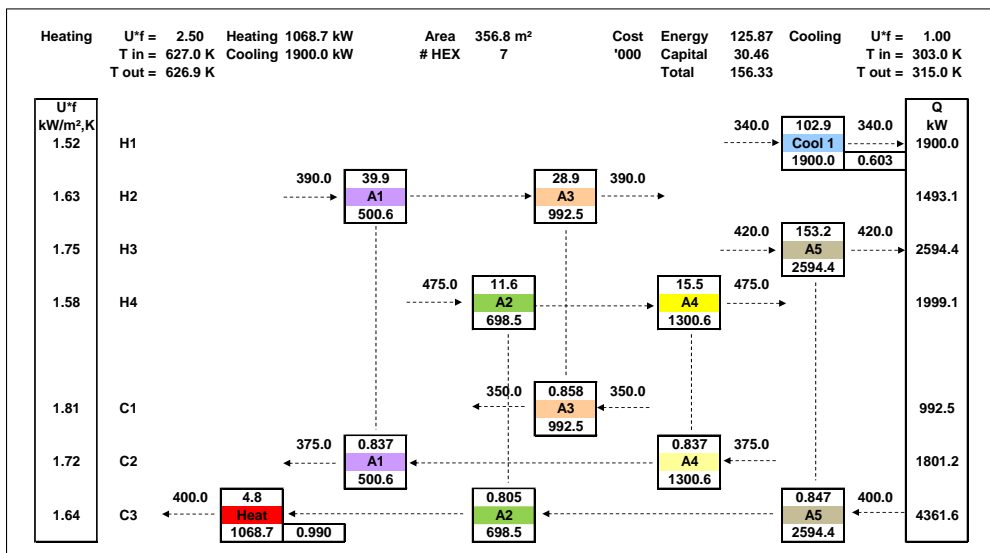 Heating U*f = 2.50 Heating 1068.7 kW Area 356.8 m² Cost Energy 125.87 Cooling U*f = 1.00
T in = 627.0 K Cooling 1900.0 kW # HEX 7 '000 Capital 30.46 T in = 303.0 K
T out = 626.9 K Total 156.33 T out = 315.0 K
U*f Q
kW/m²,K 102.9 kW
1.52 H1 340.0 Cool 1 340.0 1900.0
1900.0 0.603
390.0 39.9 28.9 390.0
1.63 H2 A1 A3 1493.1
500.6 992.5
420.0 153.2 420.0
1.75 H3 A5 2594.4
2594.4
475.0 11.6 15.5 475.0
1.58 H4 A2 A4 1999.1
698.5 1300.6
350.0 0.858 350.0
1.81 C1 A3 992.5
992.5
375.0 0.837 0.837 375.0
1.72 C2 A1 A4 1801.2
500.6 1300.6
400.0 4.8 0.805 0.847 400.0
1.64 C3 Heat A2 A5 4361.6
1068.7 0.990 698.5 2594.4